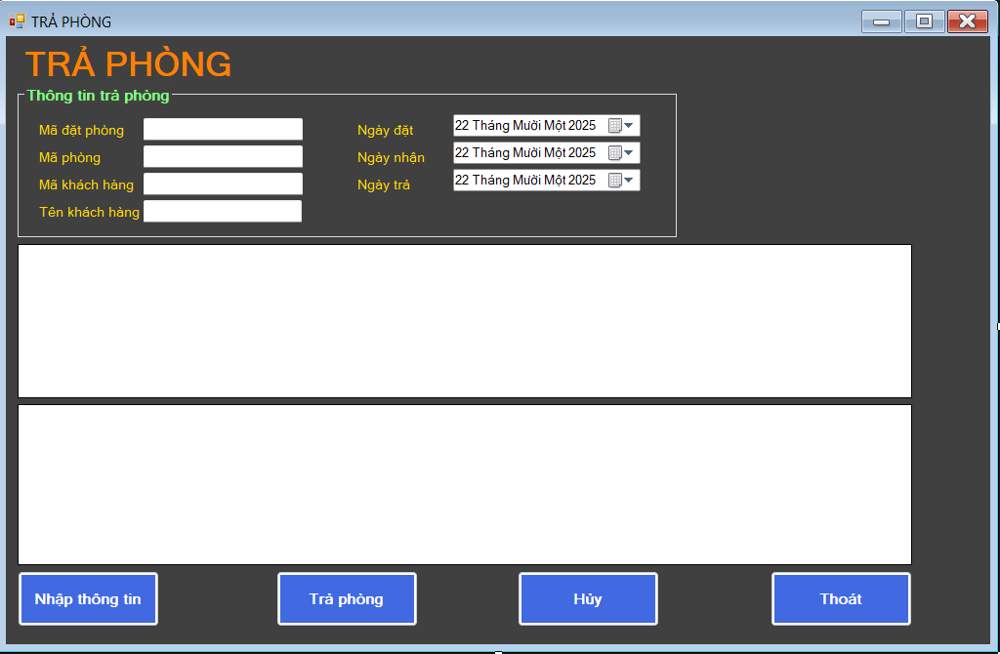 TRẢ PHÒNG
TRẢ PHÒNG
Thông tin trả phòng
Mã đặt phòng
Ngày đặt
22 Tháng Mười Một 2025
Mã phòng
Ngày nhận
22 Tháng Mười Một 2025
Mã khách hàng
Ngày trả
22 Tháng Mười Một 2025
Tên khách hàng
Nhập thông tin
Trả phòng
Hủy
Thoát